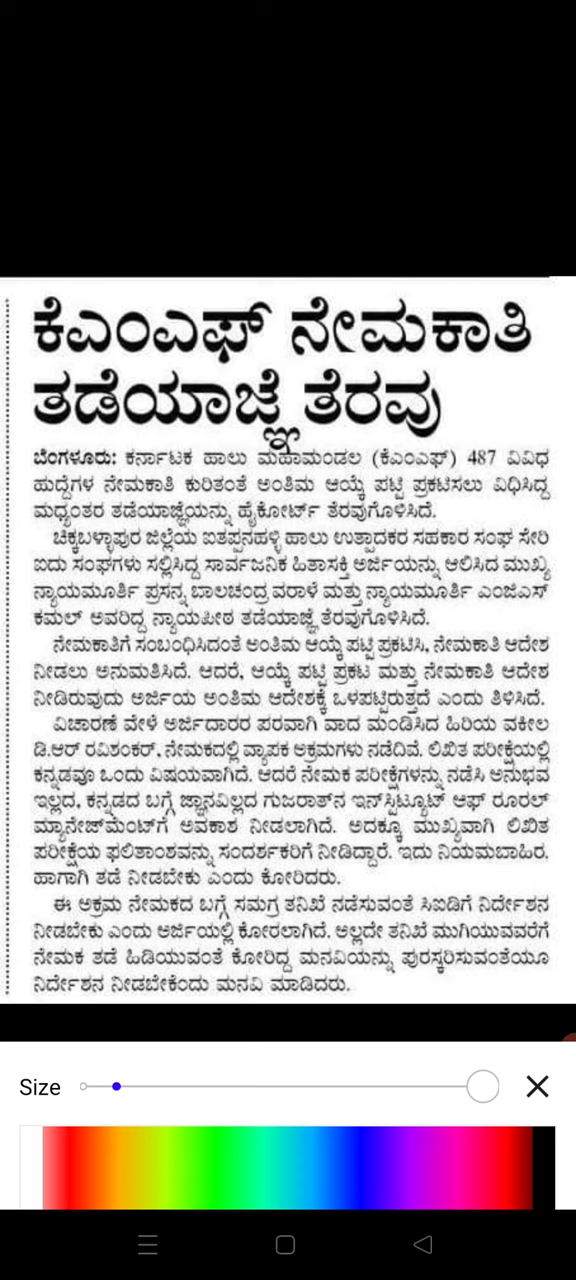 ಕೆಎಂಎಫ್ ನೇಮಕಾತಿ
ತಡೆಯಾಜ್ಞೆ ತೆರವು
ಬೆಂಗಳೂರು: ಕರ್ನಾಟಕ ಹಾಲು ಮಹಾಮಂಡಲ (ಕೆಎಂಎಫ್) 487 ವಿವಿಧ
ಹುದ್ದೆಗಳ ನೇಮಕಾತಿ ಕುರಿತಂತೆ ಅಂತಿಮ ಆಯ್ಕೆ ಪಟ್ಟಿ ಪ್ರಕಟಿಸಲು ವಿಧಿಸಿದ್ದ
ಮಧ್ಯಂತರ ತಡೆಯಾಜ್ಞೆಯನ್ನು ಹೈಕೋರ್ಟ್ ತೆರವುಗೊಳಿಸಿದೆ.
ಚಿಕ್ಕಬಳ್ಳಾಪುರ ಜಿಲ್ಲೆಯ ಐತಪ್ಪನಹಳ್ಳಿ ಹಾಲು ಉತ್ಪಾದಕರ ಸಹಕಾರ ಸಂಘ ಸೇರಿ
ಐದು ಸಂಘಗಳು ಸಲ್ಲಿಸಿದ್ದ ಸಾರ್ವಜನಿಕ ಹಿತಾಸಕ್ತಿ ಅರ್ಜಿಯನ್ನು ಆಲಿಸಿದ ಮುಖ್ಯ
ನ್ಯಾಯಮೂರ್ತಿ ಪ್ರಸನ್ನ ಬಾಲಚಂದ್ರ ವರಾಳೆ ಮತ್ತು ನ್ಯಾಯಮೂರ್ತಿ ಎಂಜಿಎಸ್
ಕಮಲ್ ಅವರಿದ್ದ ನ್ಯಾಯಪೀಠ ತಡೆಯಾಜ್ಞೆ ತೆರವುಗೊಳಿಸಿದೆ.
ನೇಮಕಾತಿಗೆ ಸಂಬಂಧಿಸಿದಂತೆ ಅಂತಿಮ ಆಯ್ಕೆ ಪಟ್ಟಿ ಪ್ರಕಟಿಸಿ, ನೇಮಕಾತಿ ಆದೇಶ
ನೀಡಲು ಅನುಮತಿಸಿದೆ. ಆದರೆ, ಆಯ್ಕೆ ಪಟ್ಟಿ ಪ್ರಕಟ ಮತ್ತು ನೇಮಕಾತಿ ಆದೇಶ
ನೀಡಿರುವುದು ಅರ್ಜಿಯ ಅಂತಿಮ ಆದೇಶಕ್ಕೆ ಒಳಪಟ್ಟಿರುತ್ತದೆ ಎಂದು ತಿಳಿಸಿದೆ.
ವಿಚಾರಣೆ ವೇಳೆ ಅರ್ಜಿದಾರರ ಪರವಾಗಿ ವಾದ ಮಂಡಿಸಿದ ಹಿರಿಯ ವಕೀಲ
ಡಿ.ಆರ್ ರವಿಶಂಕರ್, ನೇಮಕದಲ್ಲಿ ವ್ಯಾಪಕ ಅಕ್ರಮಗಳು ನಡೆದಿವೆ. ಲಿಖಿತ ಪರೀಕ್ಷೆಯಲ್ಲಿ
ಕನ್ನಡವೂ ಒಂದು ವಿಷಯವಾಗಿದೆ. ಆದರೆ ನೇಮಕ ಪರೀಕ್ಷೆಗಳನ್ನು ನಡೆಸಿ ಅನುಭವ
ಇಲ್ಲದ, ಕನ್ನಡದ ಬಗ್ಗೆ ಜ್ಞಾನವಿಲ್ಲದ ಗುಜರಾತ್‌ನ ಇನ್‌ಸ್ಟಿಟ್ಯೂಟ್ ಆಫ್ ರೂರಲ್
ಮ್ಯಾನೇಜ್‌ಮೆಂಟ್‌ಗೆ ಅವಕಾಶ ನೀಡಲಾಗಿದೆ. ಅದಕ್ಕೂ ಮುಖ್ಯವಾಗಿ ಲಿಖಿತ
ಪರೀಕ್ಷೆಯ ಫಲಿತಾಂಶವನ್ನು ಸಂದರ್ಶಕರಿಗೆ ನೀಡಿದ್ದಾರೆ. ಇದು ನಿಯಮಬಾಹಿರ.
ಹಾಗಾಗಿ ತಡೆ ನೀಡಬೇಕು ಎಂದು ಕೋರಿದರು.
ಈ ಅಕ್ರಮ ನೇಮಕದ ಬಗ್ಗೆ ಸಮಗ್ರ ತನಿಖೆ ನಡೆಸುವಂತೆ ಸಿಐಡಿಗೆ ನಿರ್ದೇಶನ
ನೀಡಬೇಕು ಎಂದು ಅರ್ಜಿಯಲ್ಲಿ ಕೋರಲಾಗಿದೆ. ಅಲ್ಲದೇ ತನಿಖೆ ಮುಗಿಯುವವರೆಗೆ
ನೇಮಕ ತಡೆ ಹಿಡಿಯುವಂತೆ ಕೋರಿದ್ದ ಮನವಿಯನ್ನು ಪುರಸ್ಕರಿಸುವಂತೆಯೂ
ನಿರ್ದೇಶನ ನೀಡಬೇಕೆಂದು ಮನವಿ ಮಾಡಿದರು.
Size